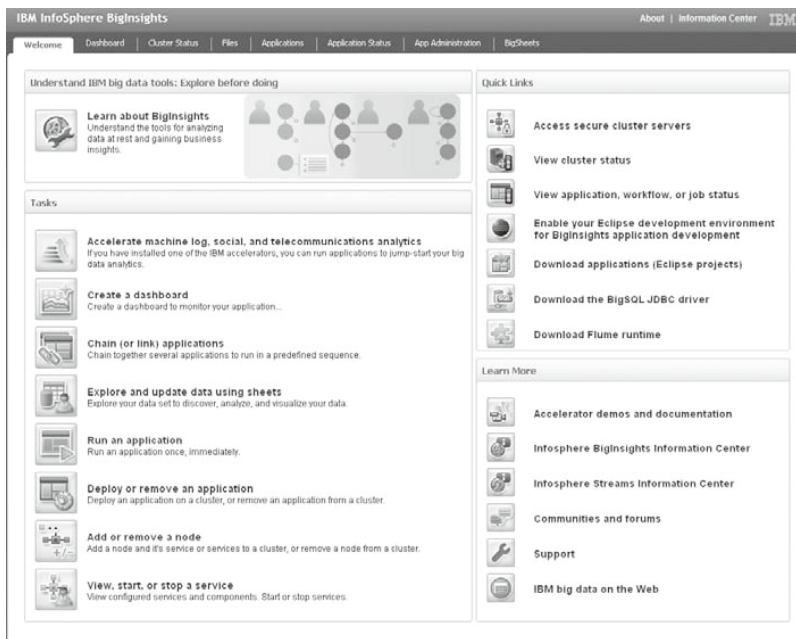 IBM InfoSphere BigInsights
About | Information Center IBM
Welcome Dashboard Cluster Status Files Applications Application Status App Administration BigSheets
Understand IBM big data tools: Explore before doing
Learn about BigInsights
Understand the tools for analyzing
data at rest and gaining business
insights.
Tasks
Accelerate machine log, social, and telecommunications analytics
If you have installed one of the IBM accelerators, you can run applications to jump-start your big
data analytics.
Create a dashboard
Create a dashboard to monitor your application...
Chain (or link) applications
Chain together several applications to run in a predefined sequence.
Explore and update data using sheets
Explore your data set to discover, analyze, and visualize your data.
Run an application
Run an application once, immediately.
Deploy or remove an application
Deploy an application on a cluster, or remove an application from a cluster.
Add or remove a node
Add a node and it's service or services to a cluster, or remove a node from a cluster.
View, start, or stop a service
View configured services and components. Start or stop services.
Quick Links
Access secure cluster servers
View cluster status
View application, workflow, or job status
Enable your Eclipse development environment
for BigInsights application development
Download applications (Eclipse projects)
Download the BigSQL JDBC driver
Download Flume runtime
Learn More
Accelerator demos and documentation
Infosphere BigInsights Information Center
Infosphere Streams Information Center
Communities and forums
Support
IBM big data on the Web